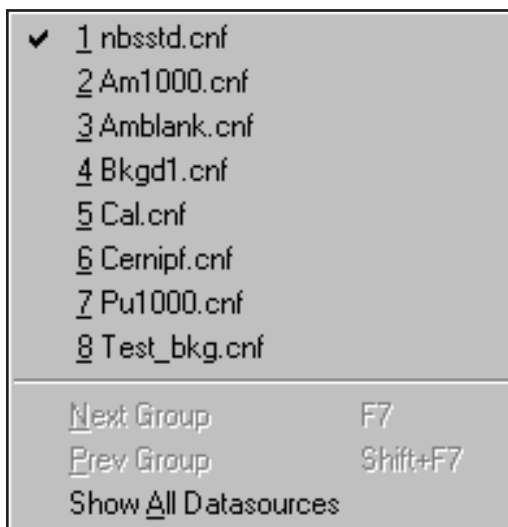 1 nbsstd.cnf
2 Am1000.cnf
3 Amblank.cnf
4 Bkgd1.cnf
5 Cal.cnf
6 Cernipf.cnf
7 Pu1000.cnf
8 Test_bkg.cnf
Next Group F7
Prev Group Shift+F7
Show All Datasources